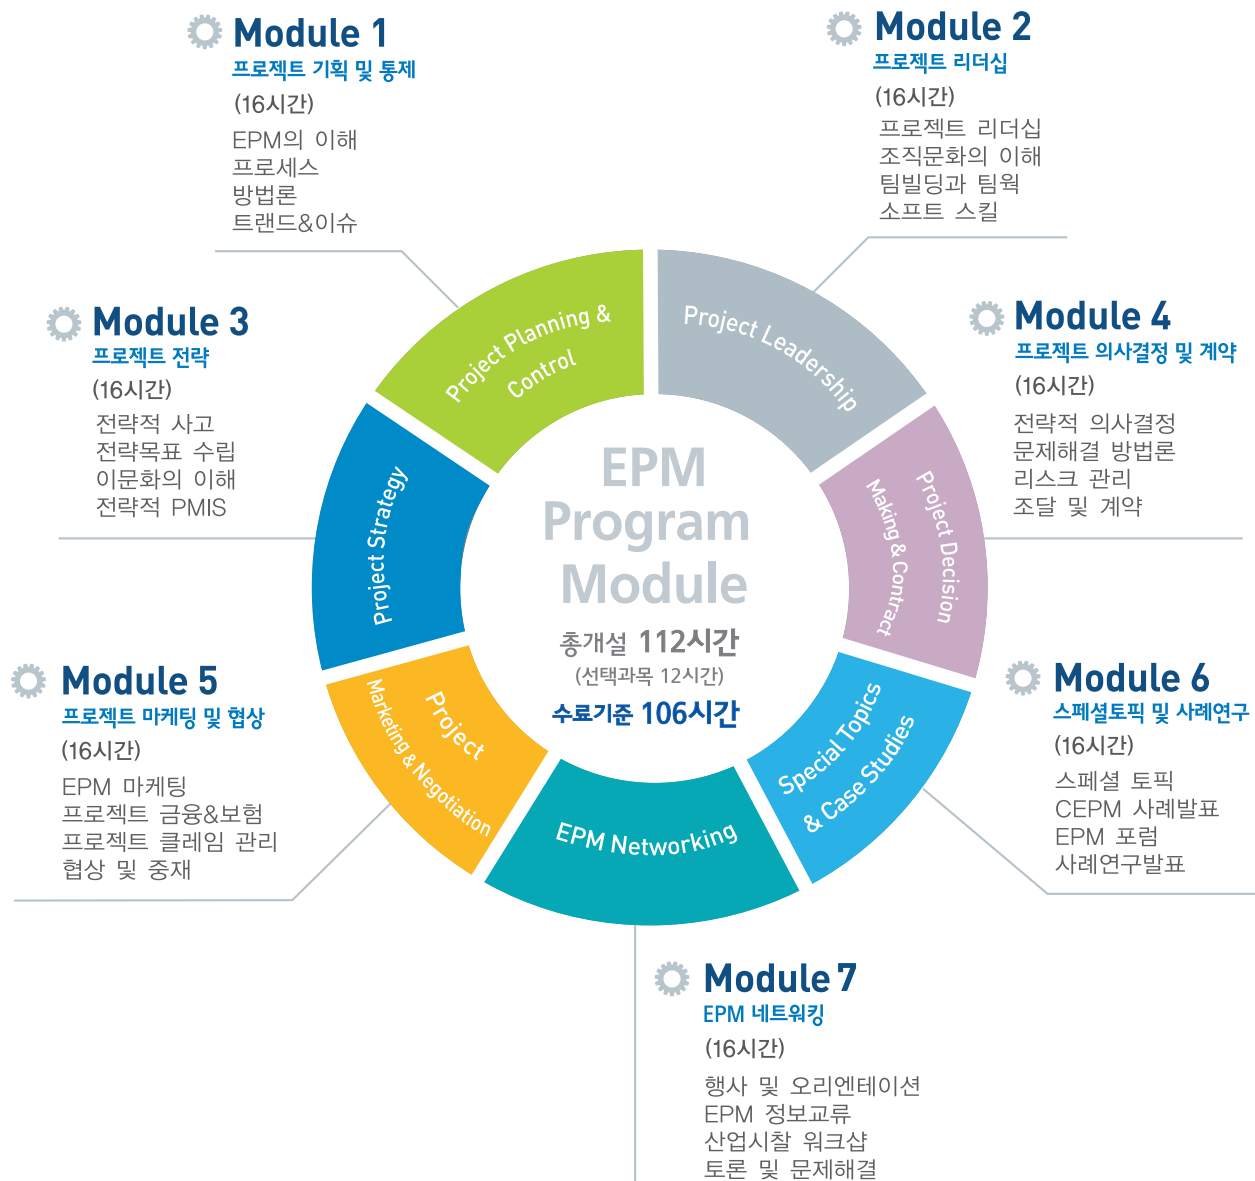 Module 1
프로젝트 기획 및 통제
(16시간)
EPM의 이해
프로세스
방법론
트랜드&이슈
Module 2
프로젝트 리더십
(16시간)
프로젝트 리더십
조직문화의 이해
팀빌딩과 팀웍
소프트 스킬
Module 3
프로젝트 전략
(16시간)
전략적 사고
전략목표 수립
이문화의 이해
전략적 PMIS
Module 4
프로젝트 의사결정 및 계약
(16시간)
전략적 의사결정
문제해결 방법론
리스크 관리
조달 및 계약
Project Planning &
Control
Project Leadership
Project Strategy
Project Decision
Making & Contract
EPM
Program
Module
총개설 112시간
(선택과목 12시간)
수료기준 106시간
Project
Marketing & Negotiation
Special Topics
& Case Studies
EPM Networking
Module 5
프로젝트 마케팅 및 협상
(16시간)
EPM 마케팅
프로젝트 금융&보험
프로젝트 클레임 관리
협상 및 중재
Module 6
스페셜토픽 및 사례연구
(16시간)
스페셜 토픽
CEPM 사례발표
EPM 포럼
사례연구발표
Module 7
EPM 네트워킹
(16시간)
행사 및 오리엔테이션
EPM 정보교류
산업시찰 워크샵
토론 및 문제해결